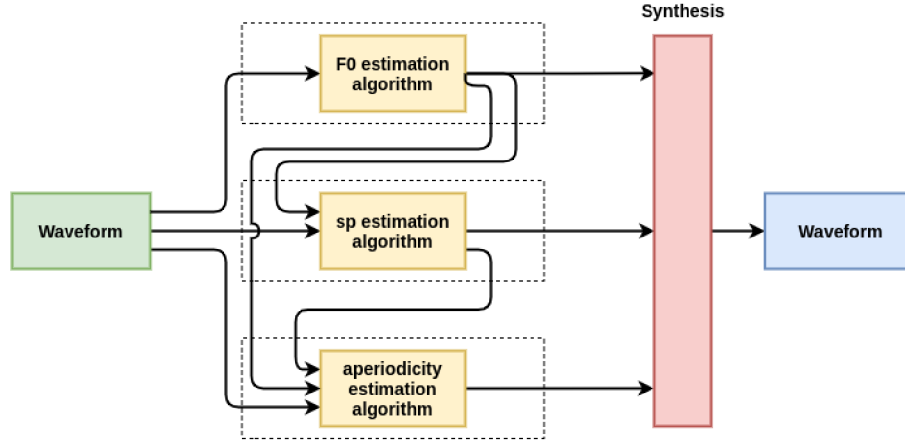 Synthesis
F0 estimation
algorithm
Waveform
sp estimation
algorithm
Waveform
aperiodicity
estimation
algorithm